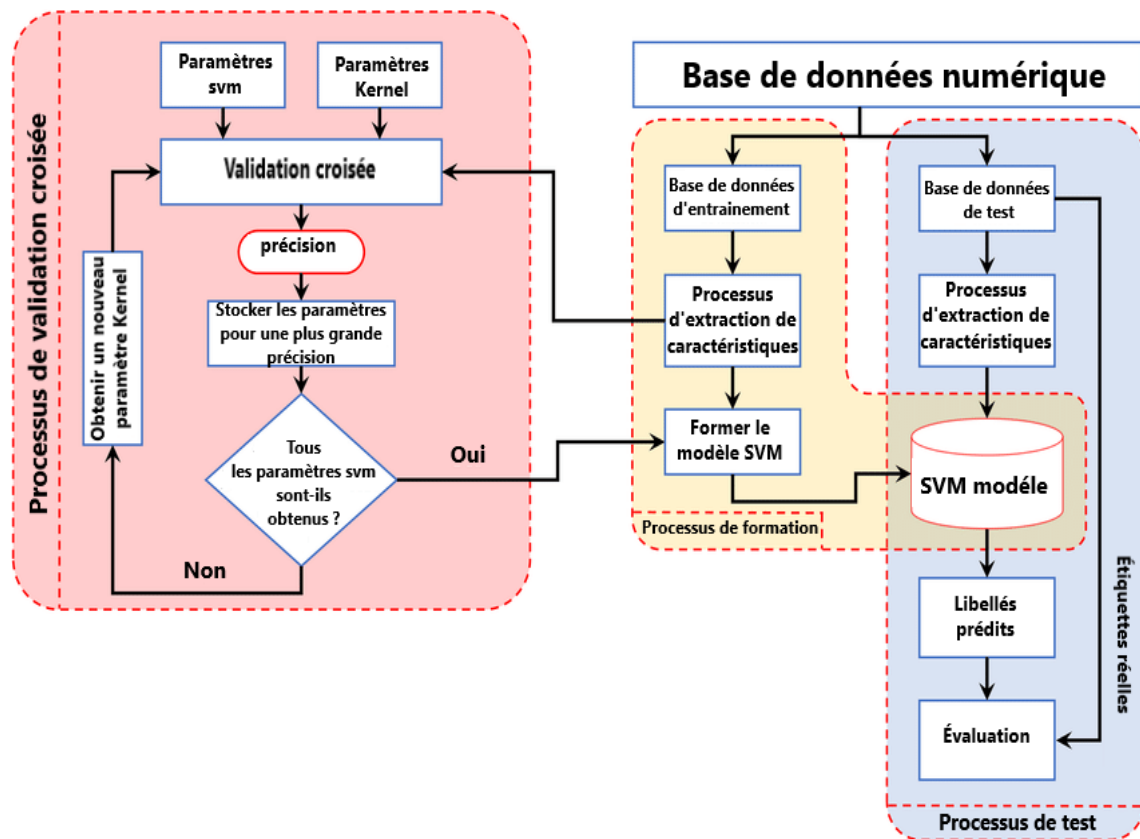 Processus de validation croisée
Paramètres
svm
Paramètres
Kernel
Validation croisée
précision
Stocker les paramètres
pour une plus grande
précision
Obtenir un nouveau
paramètre Kernel
Tous
les paramètres svm
sont-ils
obtenus ?
Oui
Non
Base de données numérique
Base de données
d'entrainement
Processus
d'extraction de
caractéristiques
Former le
modèle SVM
Processus de formation
Base de données
de test
Processus
d'extraction de
caractéristiques
SVM modéle
Libellés
prédits
Évaluation
Étiquettes réelles
Processus de test